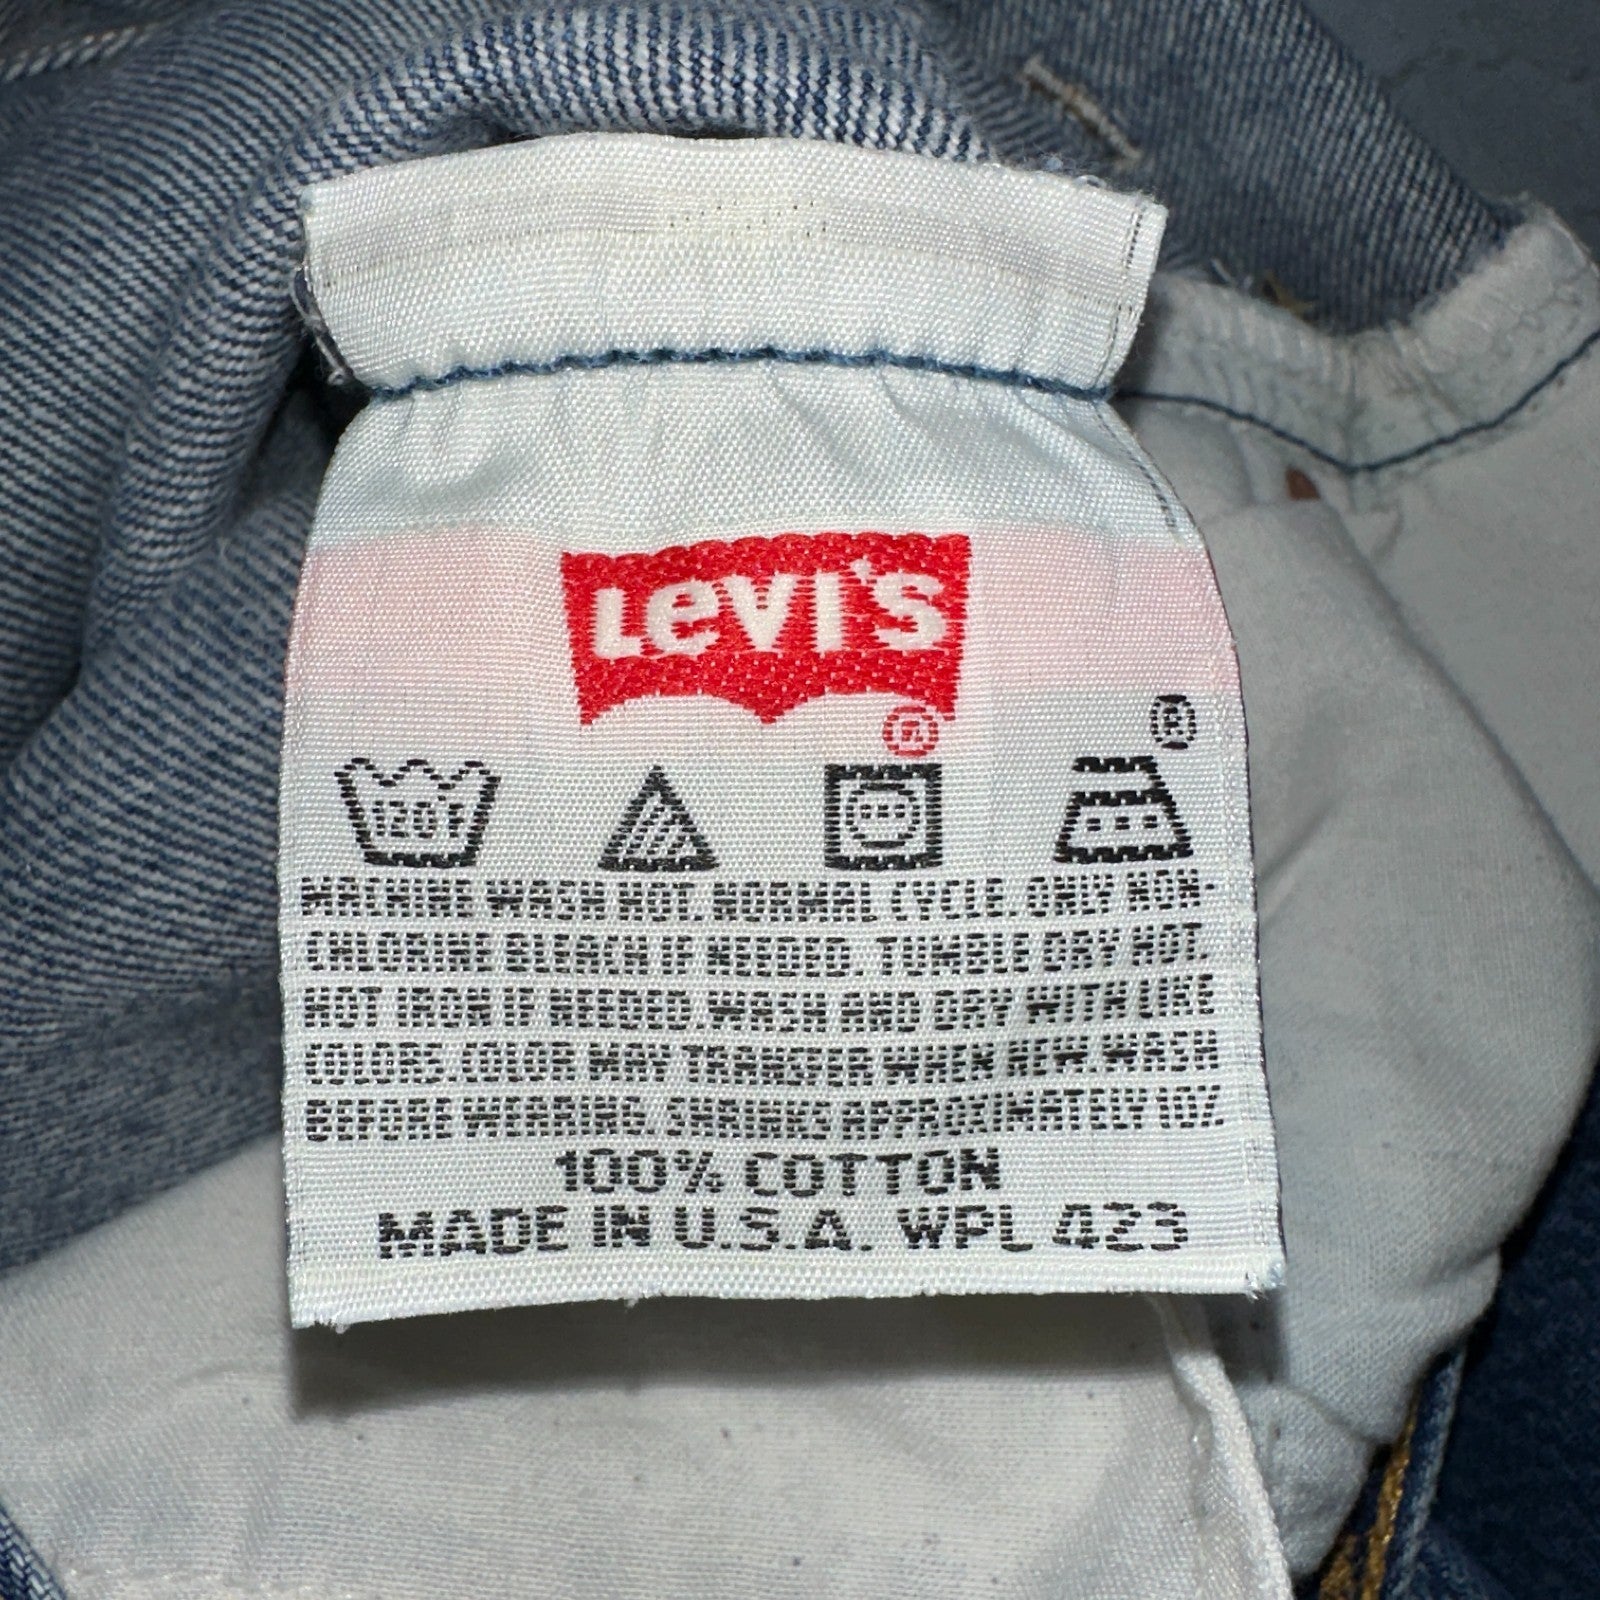 LEVI'S
®
®
120°F
MACHINE WASH HOT. NORMAL CYCLE. ONLY NON-
CHLORINE BLEACH IF NEEDED. TUMBLE DRY HOT.
HOT IRON IF NEEDED. WASH AND DRY WITH LIKE
COLORS. COLOR MAY TRANSFER WHEN NEW. WASH
BEFORE WEARING. SHRINKS APPROXIMATELY 10%
100% COTTON
MADE IN U.S.A. WPL 423